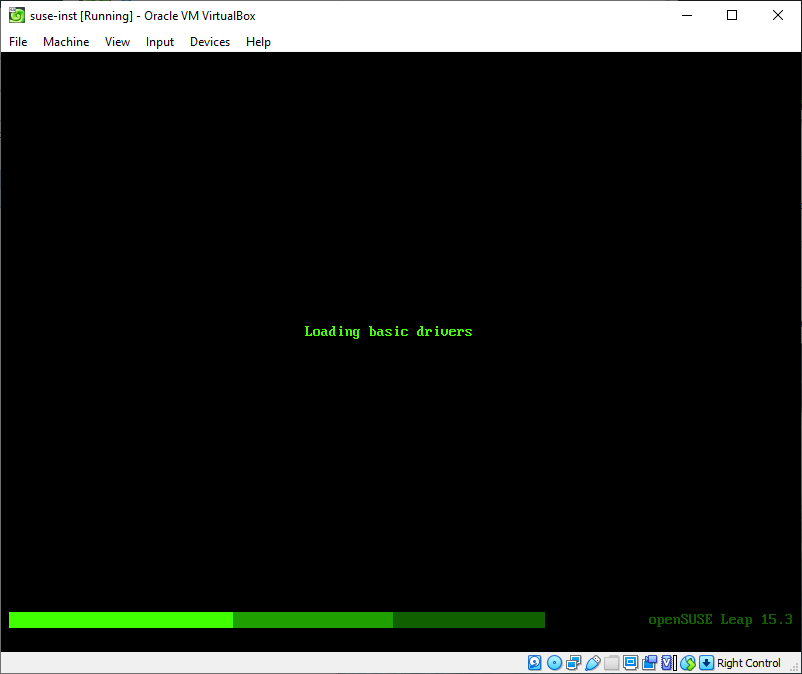 suse-inst [Running] - Oracle VM VirtualBox
File Machine View Input Devices Help
Loading basic drivers
openSUSE Leap 15.3
Right Control